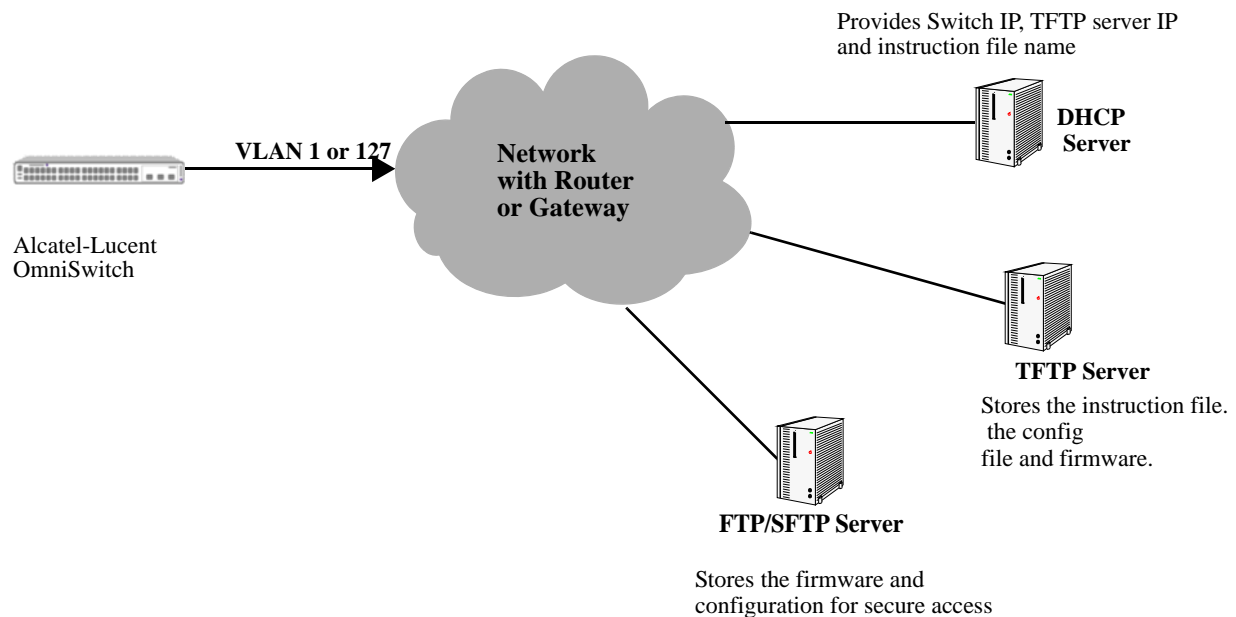 Provides Switch IP, TFTP server IP
and instruction file name
DHCP
Server
VLAN 1 or 127
Network
with Router
or Gateway
Alcatel-Lucent
OmniSwitch
TFTP Server
Stores the instruction file.
the config
file and firmware.
FTP/SFTP Server
Stores the firmware and
configuration for secure access